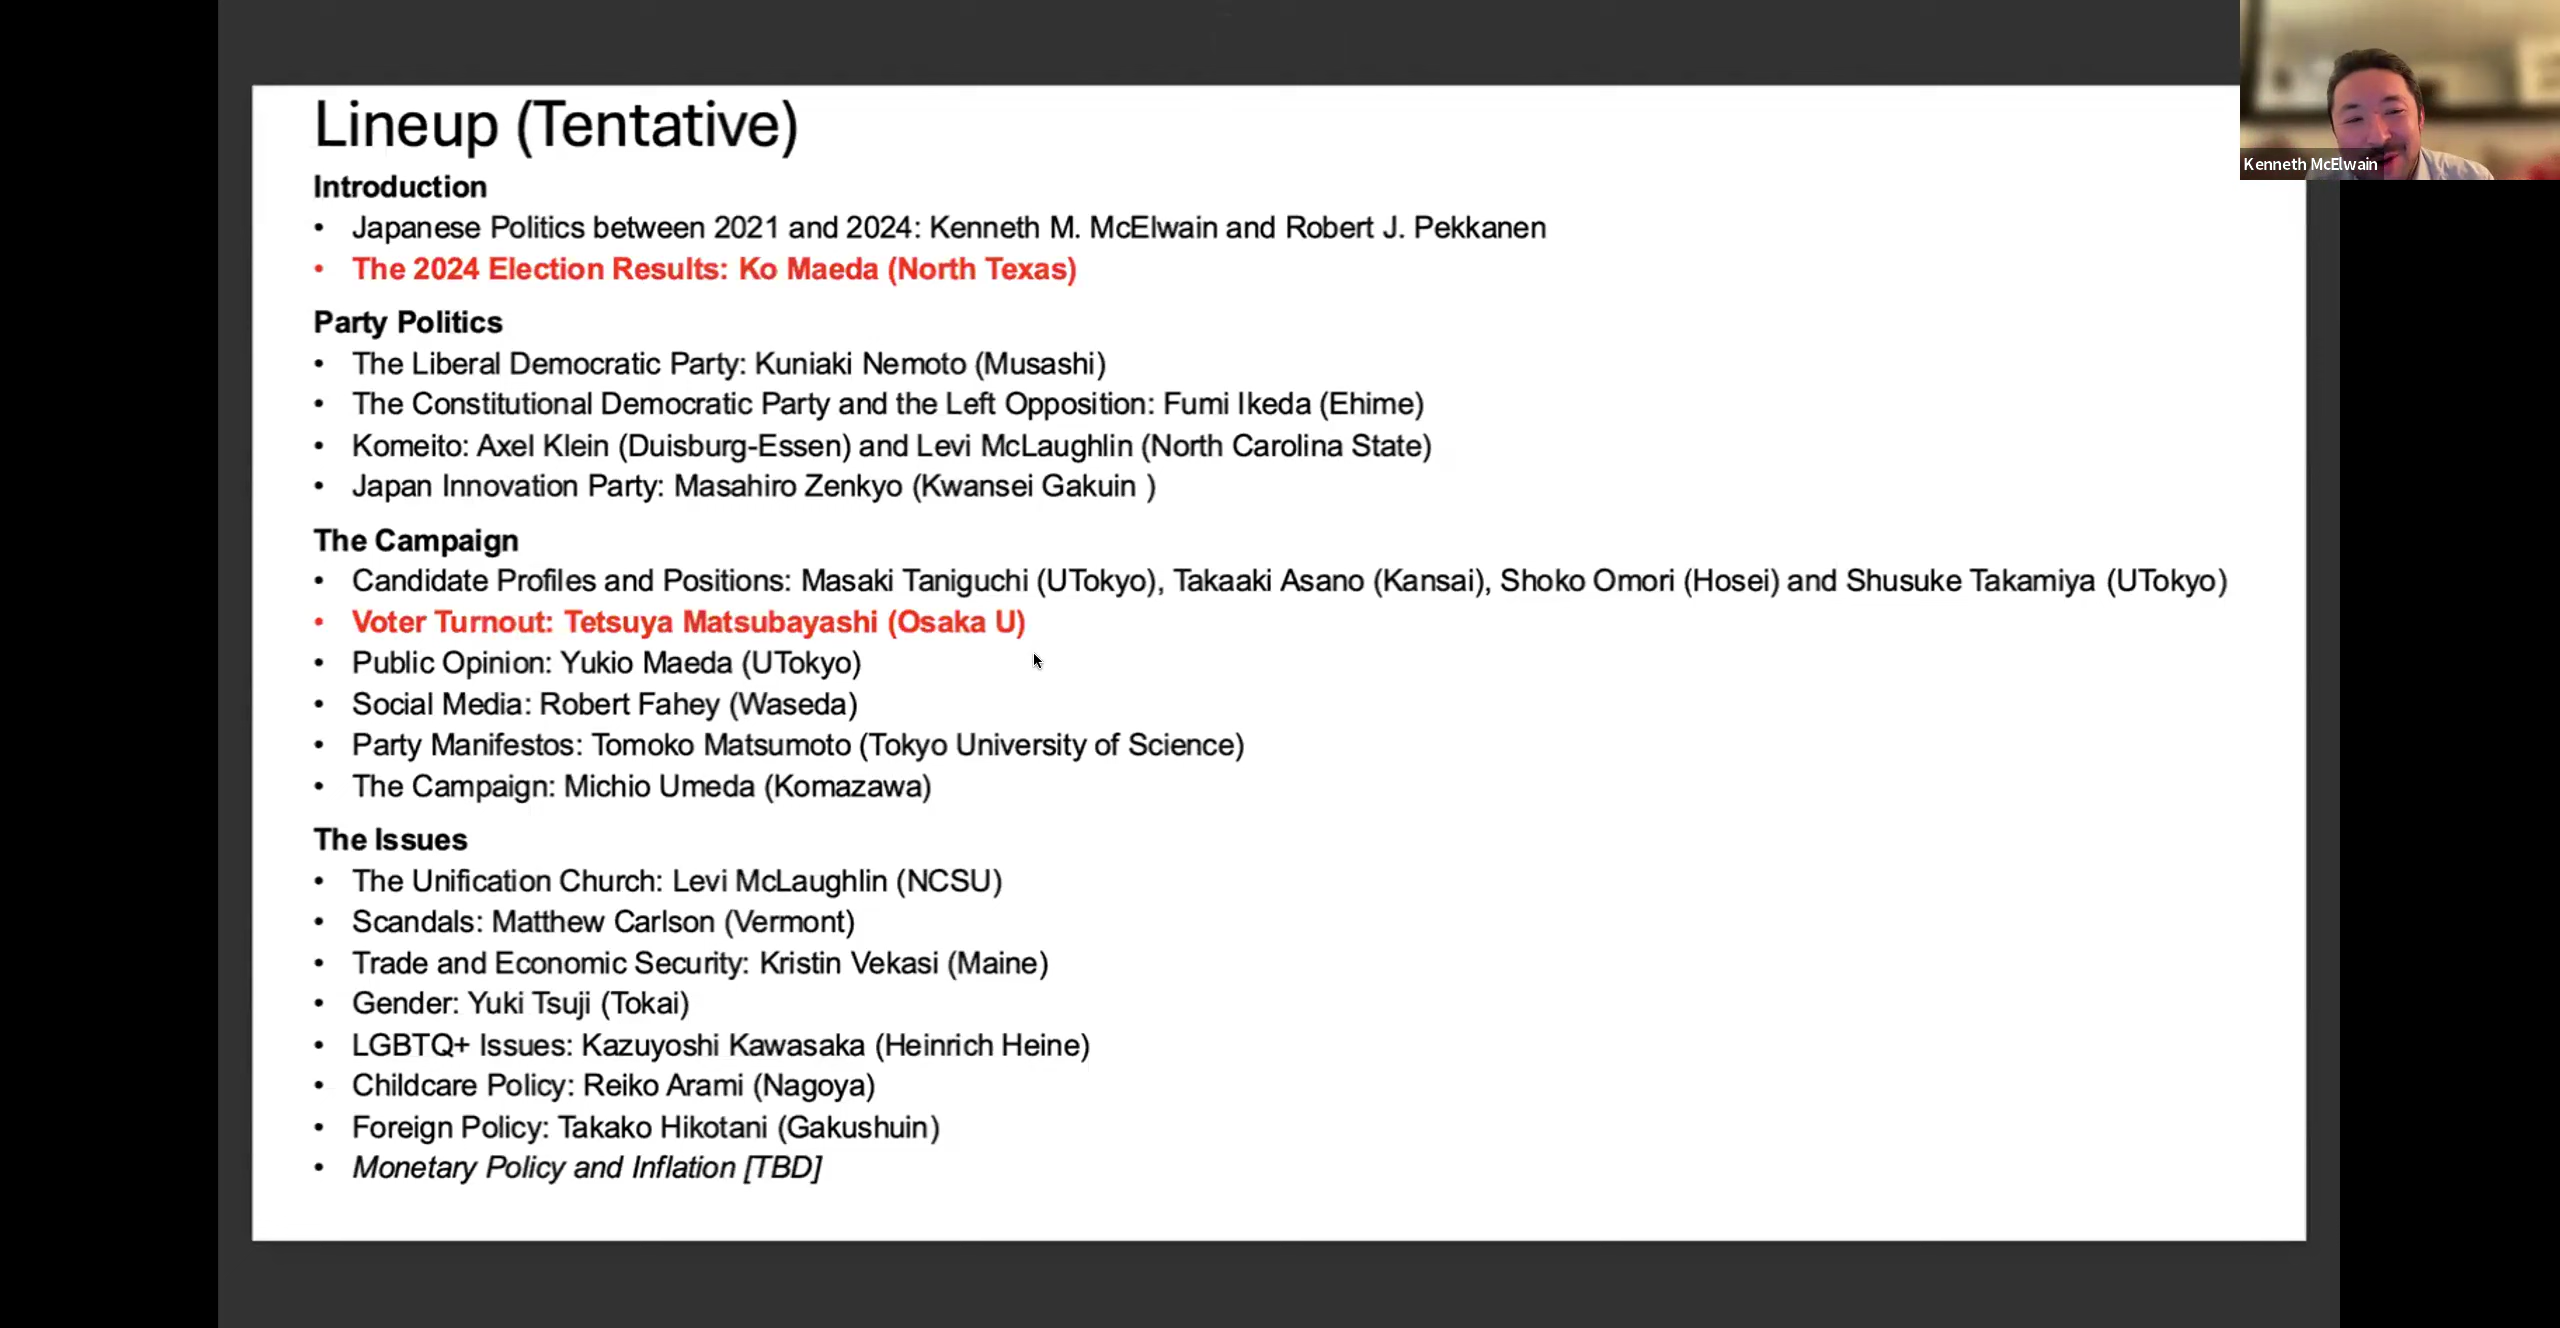 Lineup (Tentative)
Introduction
• Japanese Politics between 2021 and 2024: Kenneth M. McElwain and Robert J. Pekkanen
• The 2024 Election Results: Ko Maeda (North Texas)
Party Politics
• The Liberal Democratic Party: Kuniaki Nemoto (Musashi)
• The Constitutional Democratic Party and the Left Opposition: Fumi Ikeda (Ehime)
• Komeito: Axel Klein (Duisburg-Essen) and Levi McLaughlin (North Carolina State)
• Japan Innovation Party: Masahiro Zenkyo (Kwansei Gakuin )
The Campaign
• Candidate Profiles and Positions: Masaki Taniguchi (UTokyo), Takaaki Asano (Kansai), Shoko Omori (Hosei) and Shusuke Takamiya (UTokyo)
• Voter Turnout: Tetsuya Matsubayashi (Osaka U)
• Public Opinion: Yukio Maeda (UTokyo)
• Social Media: Robert Fahey (Waseda)
• Party Manifestos: Tomoko Matsumoto (Tokyo University of Science)
• The Campaign: Michio Umeda (Komazawa)
The Issues
• The Unification Church: Levi McLaughlin (NCSU)
• Scandals: Matthew Carlson (Vermont)
• Trade and Economic Security: Kristin Vekasi (Maine)
• Gender: Yuki Tsuji (Tokai)
• LGBTQ+ Issues: Kazuyoshi Kawasaka (Heinrich Heine)
• Childcare Policy: Reiko Arami (Nagoya)
• Foreign Policy: Takako Hikotani (Gakushuin)
• Monetary Policy and Inflation [TBD]
Kenneth McElwain